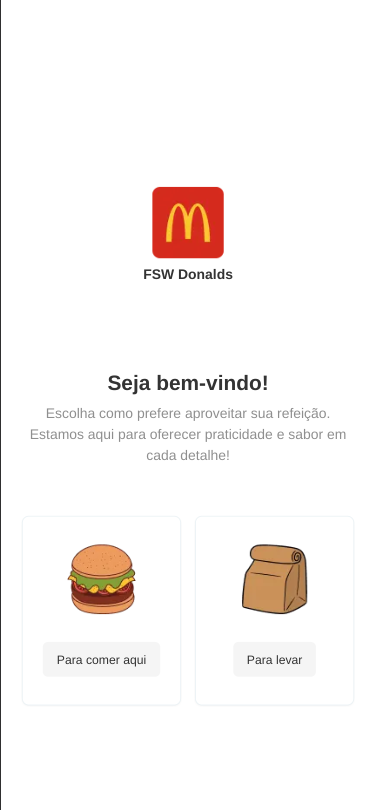 FSW Donalds
Seja bem-vindo!
Escolha como prefere aproveitar sua refeição.
Estamos aqui para oferecer praticidade e sabor em
cada detalhe!
Para comer aqui
Para levar